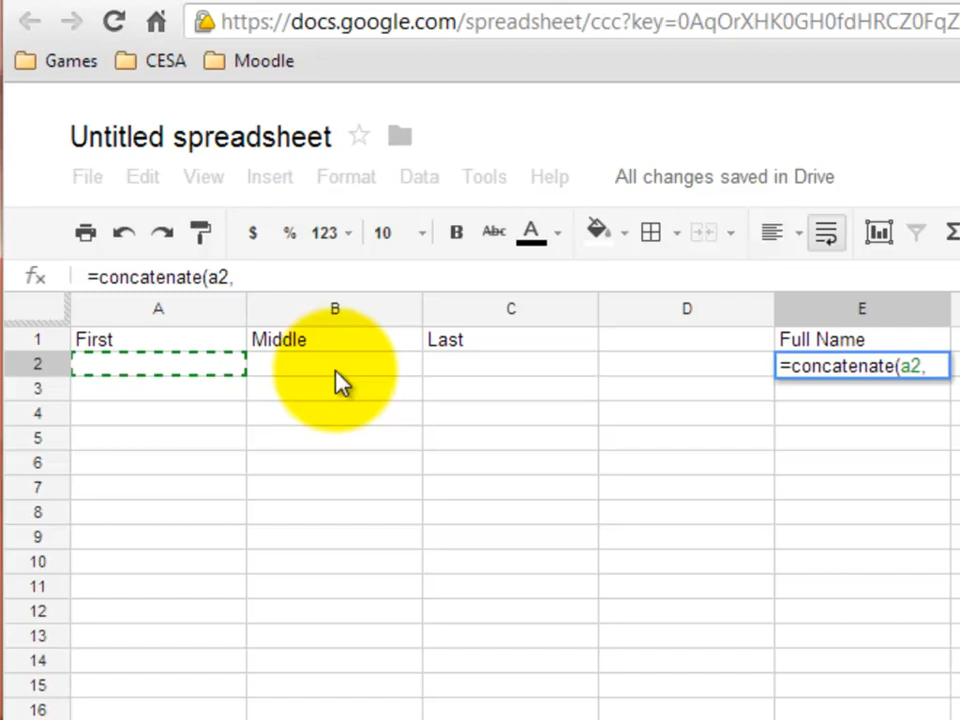 https://docs.google.com/spreadsheet/ccc?key=0AqOrXHK0GH0fdHRCZ0FqZ
Games CESA Moodle
Untitled spreadsheet
File Edit View Insert Format Data Tools Help All changes saved in Drive
$ % 123 10 B Abc A Σ
fx =concatenate(a2,
A B C D E
1 First Middle Last Full Name
2 =concatenate(a2,
3
4
5
6
7
8
9
10
11
12
13
14
15
16